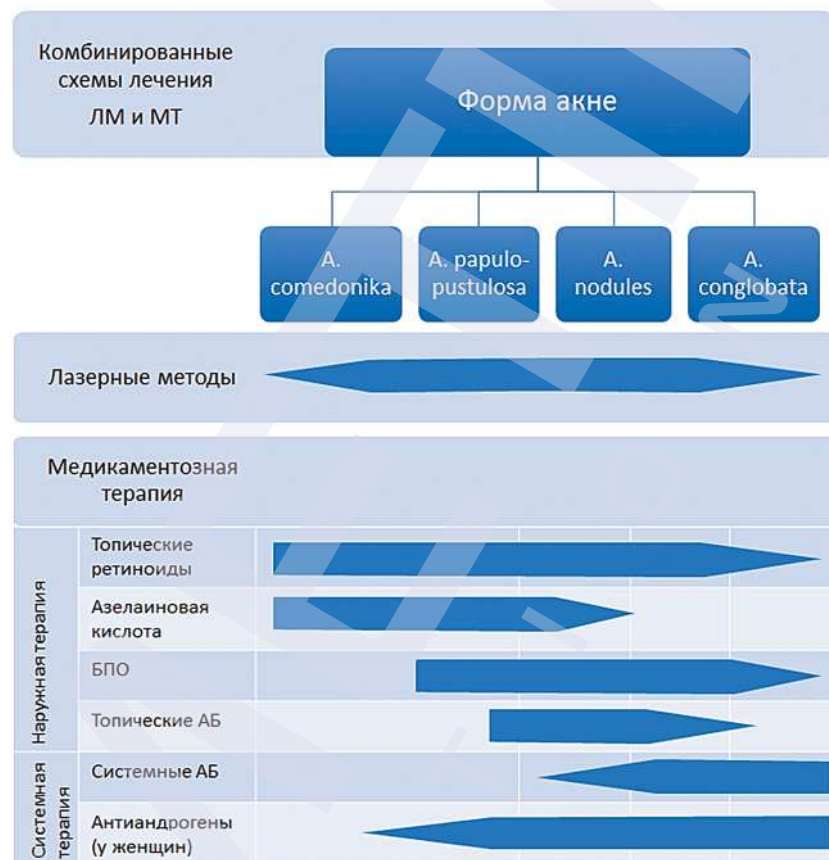 Комбинированные
схемы лечения
ЛМ и МТ
Форма акне
A.
comedonika
A. papulo-
pustulosa
A.
nodules
A.
conglobata
Лазерные методы
Медикаментозная
терапия
Наружная терапия
Топические
ретиноиды
Азелаиновая
кислота
БПО
Топические АБ
Системная
терапия
Системные АБ
Антиандрогены
(у женщин)